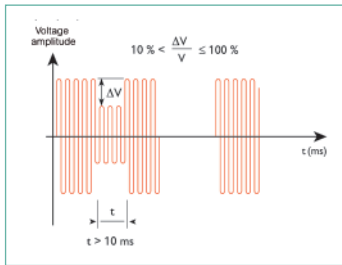 Voltage
amplitude
10 % < ΔV/V ≤ 100 %
ΔV
t (ms)
t
t > 10 ms